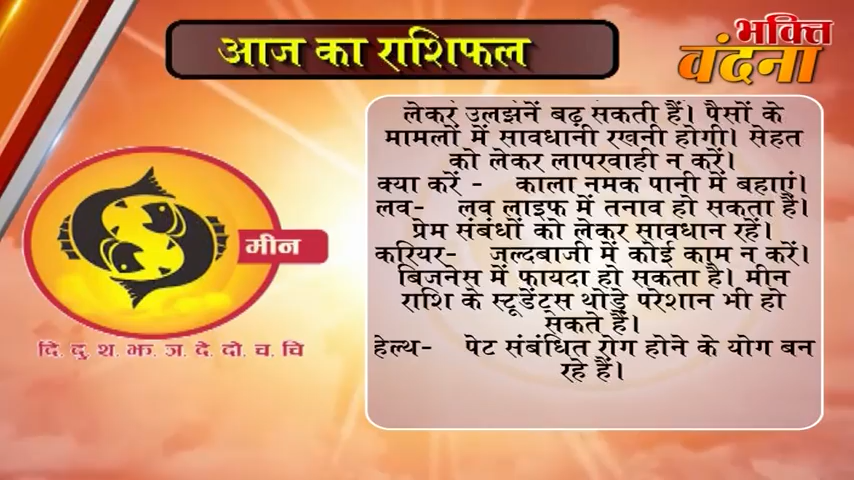 आज का राशिफल
भक्ति
वंदना
लेकर उलझनें बढ़ सकती हैं। पैसों के
मामलों में सावधानी रखनी होगी। सेहत
को लेकर लापरवाही न करें।
क्या करें - काला नमक पानी में बहाएं।
लव- लव लाइफ में तनाव हो सकता है।
प्रेम संबंधों को लेकर सावधान रहें।
करियर- जल्दबाजी में कोई काम न करें।
बिजनेस में फायदा हो सकता है। मीन
राशि के स्टूडेंट्स थोड़े परेशान भी हो
सकते हैं।
हेल्थ- पेट संबंधित रोग होने के योग बन
रहे हैं।
मीन
दि. दु. श. झ. ञ. दे. दो. च. चि